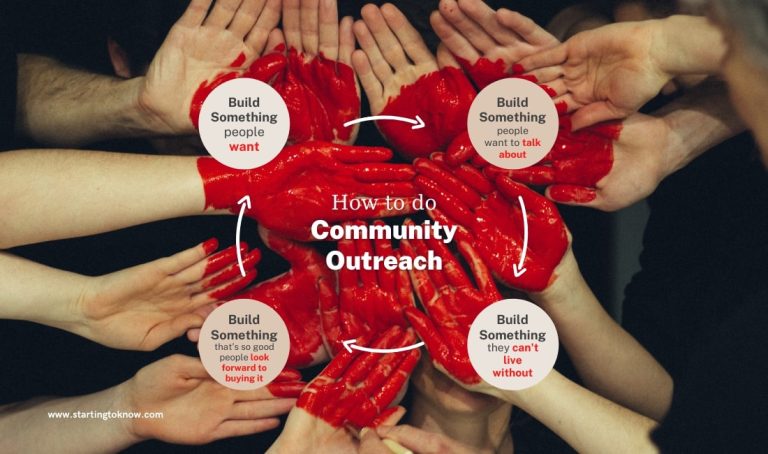 Build
Something
people
want
Build
Something
people
want to talk
about
How to do
Community
Outreach
Build
Something
they can't
live
without
Build
Something
that's so good
people look
forward to
buying it
www.startingtoknow.com